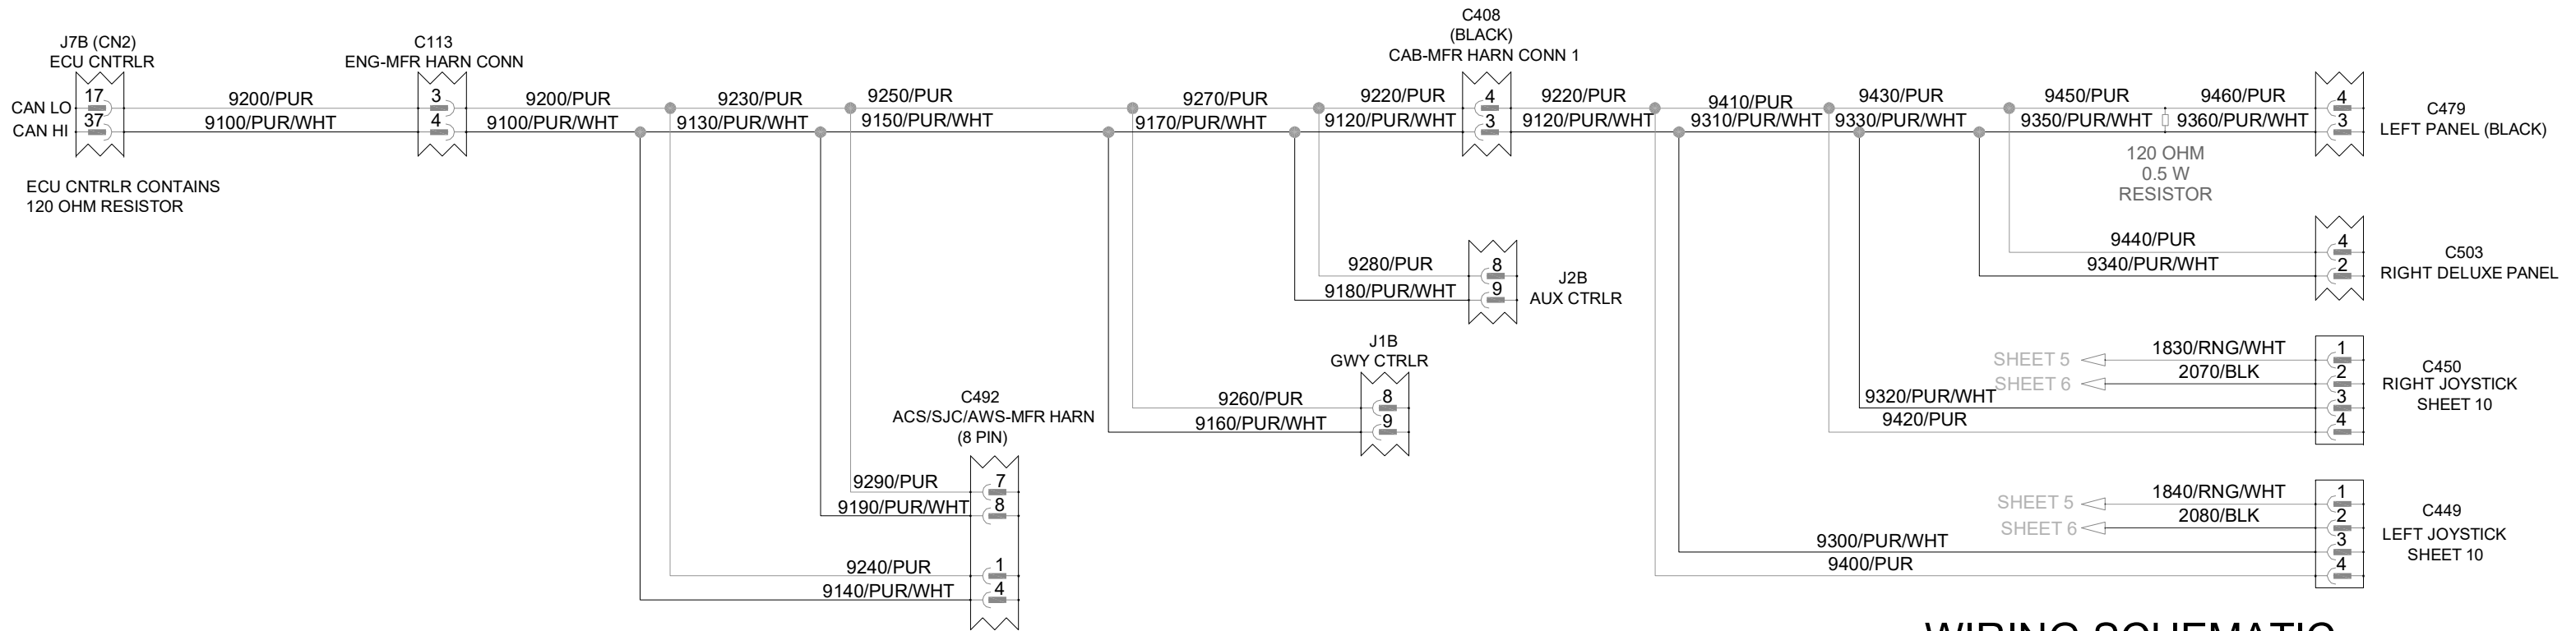 C408
(BLACK)
CAB-MFR HARN CONN 1
J7B (CN2)
ECU CNTRLR
C113
ENG-MFR HARN CONN
CAN LO
CAN HI
17
37
9200/PUR
9100/PUR/WHT
3
4
9200/PUR
9100/PUR/WHT
9230/PUR
9130/PUR/WHT
9250/PUR
9150/PUR/WHT
9270/PUR
9170/PUR/WHT
9220/PUR
9120/PUR/WHT
4
3
9220/PUR
9120/PUR/WHT
9410/PUR
9310/PUR/WHT
9430/PUR
9330/PUR/WHT
9450/PUR
9350/PUR/WHT
9460/PUR
9360/PUR/WHT
4
3
C479
LEFT PANEL (BLACK)
ECU CNTRLR CONTAINS
120 OHM RESISTOR
120 OHM
0.5 W
RESISTOR
9440/PUR
9340/PUR/WHT
4
2
C503
RIGHT DELUXE PANEL
9280/PUR
9180/PUR/WHT
8
9
J2B
AUX CTRLR
J1B
GWY CTRLR
9260/PUR
9160/PUR/WHT
8
9
SHEET 5
SHEET 6
1830/RNG/WHT
2070/BLK
9320/PUR/WHT
9420/PUR
1
2
3
4
C450
RIGHT JOYSTICK
SHEET 10
C492
ACS/SJC/AWS-MFR HARN
(8 PIN)
9290/PUR
9190/PUR/WHT
7
8
9240/PUR
9140/PUR/WHT
1
4
SHEET 5
SHEET 6
1840/RNG/WHT
2080/BLK
9300/PUR/WHT
9400/PUR
1
2
3
4
C449
LEFT JOYSTICK
SHEET 10
WIRING SCHEMATIC